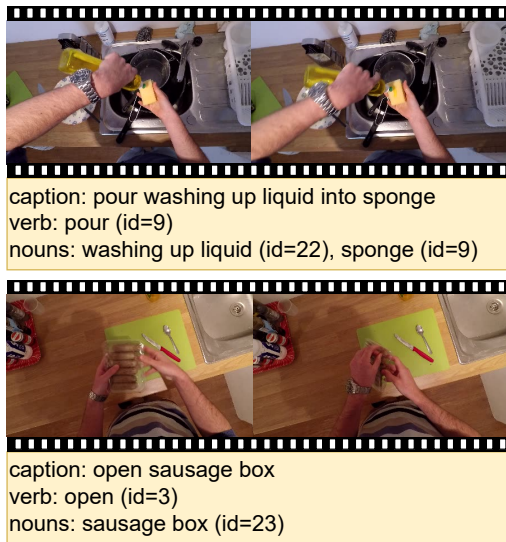 caption: pour washing up liquid into sponge
verb: pour (id=9)
nouns: washing up liquid (id=22), sponge (id=9)
caption: open sausage box
verb: open (id=3)
nouns: sausage box (id=23)